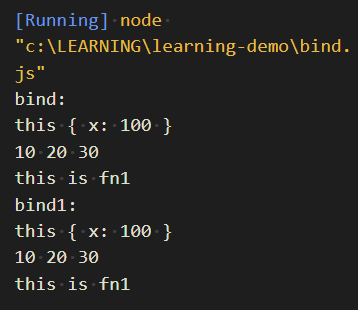 [Running] node
"c:\LEARNING\learning-demo\bind.
js"
bind:
this { x: 100 }
10 20 30
this is fn1
bind1:
this { x: 100 }
10 20 30
this is fn1